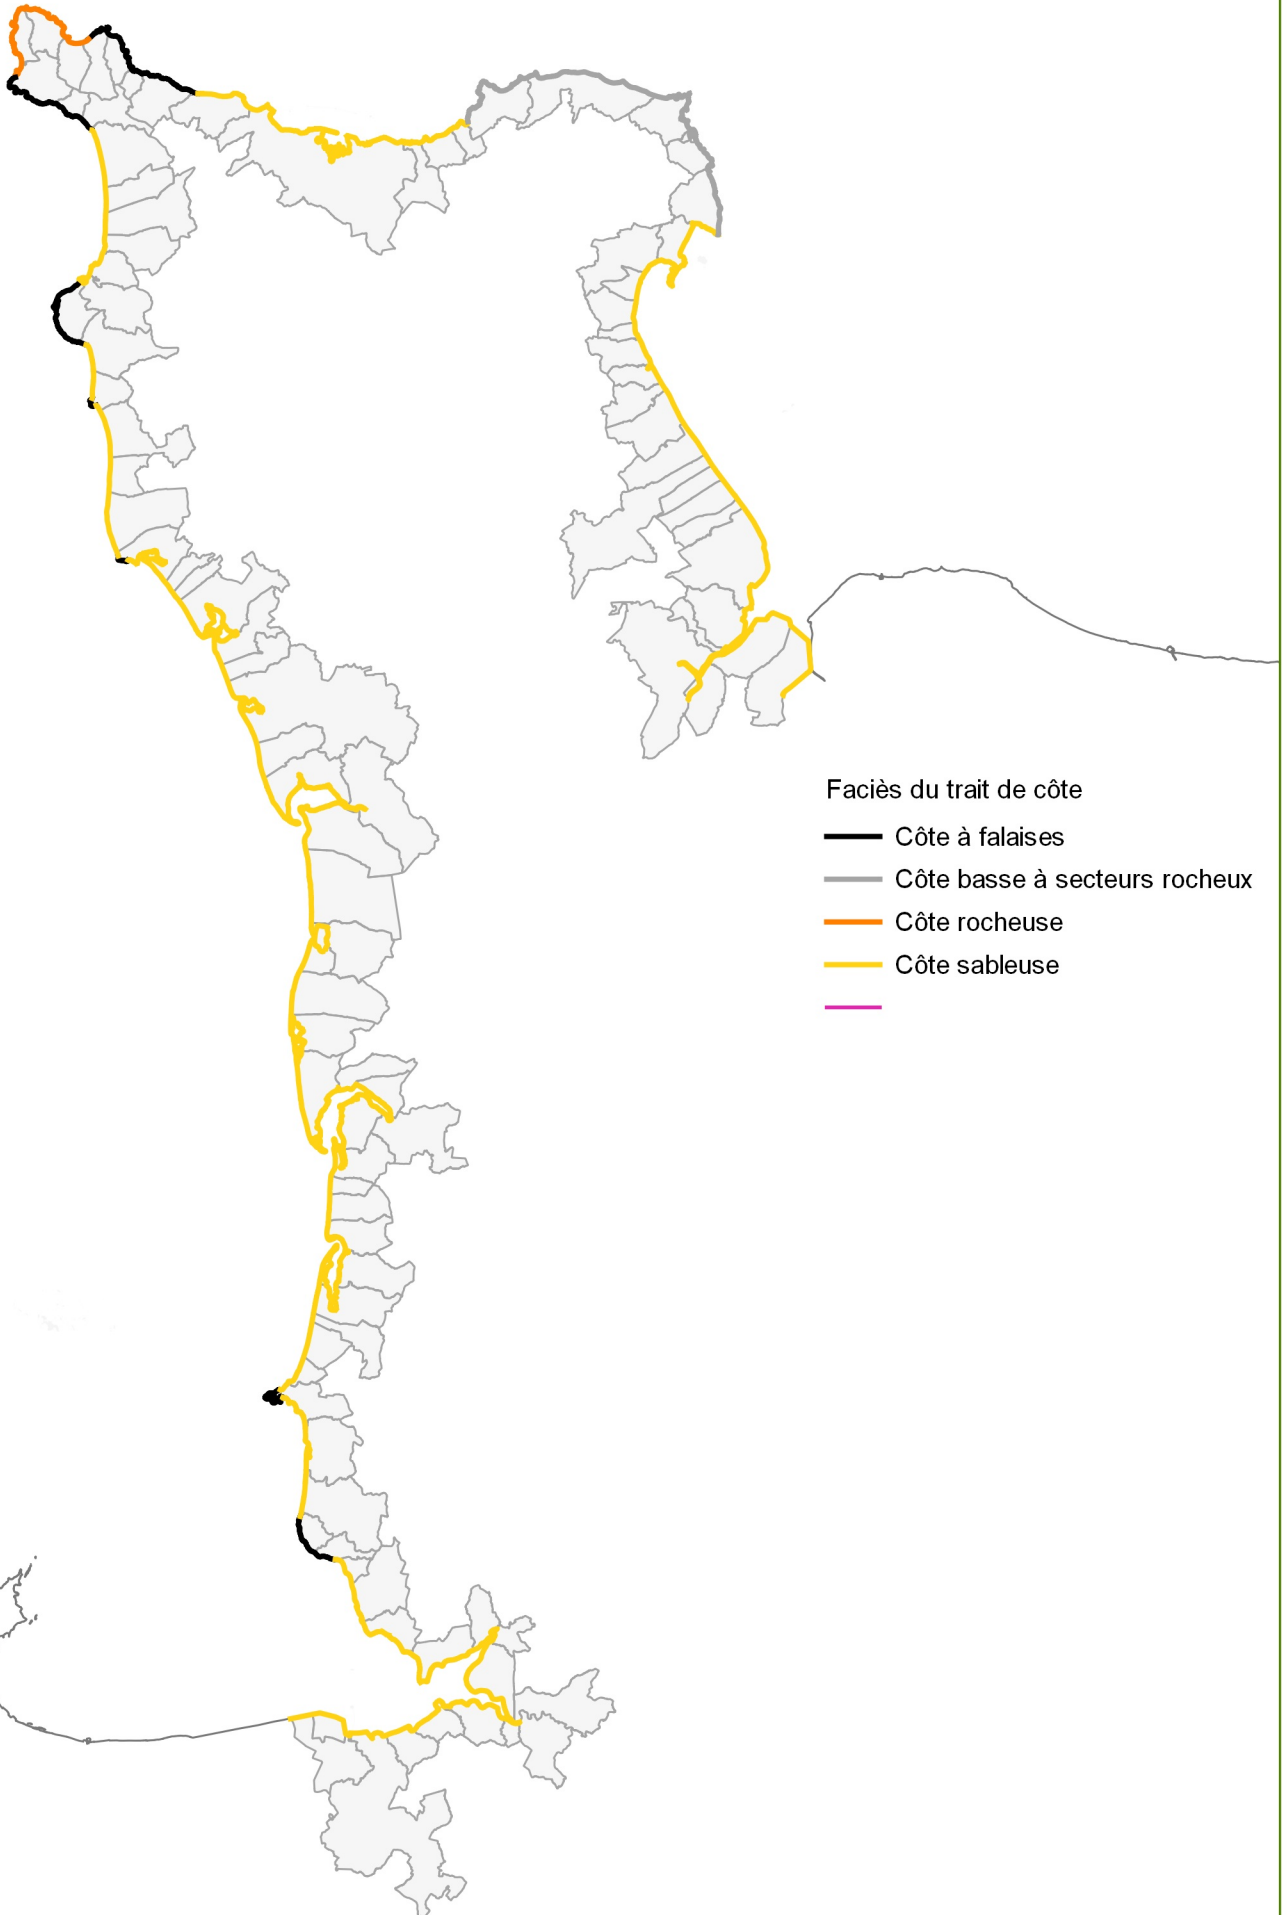 Faciès du trait de côte
Côte à falaises
Côte basse à secteurs rocheux
Côte rocheuse
Côte sableuse